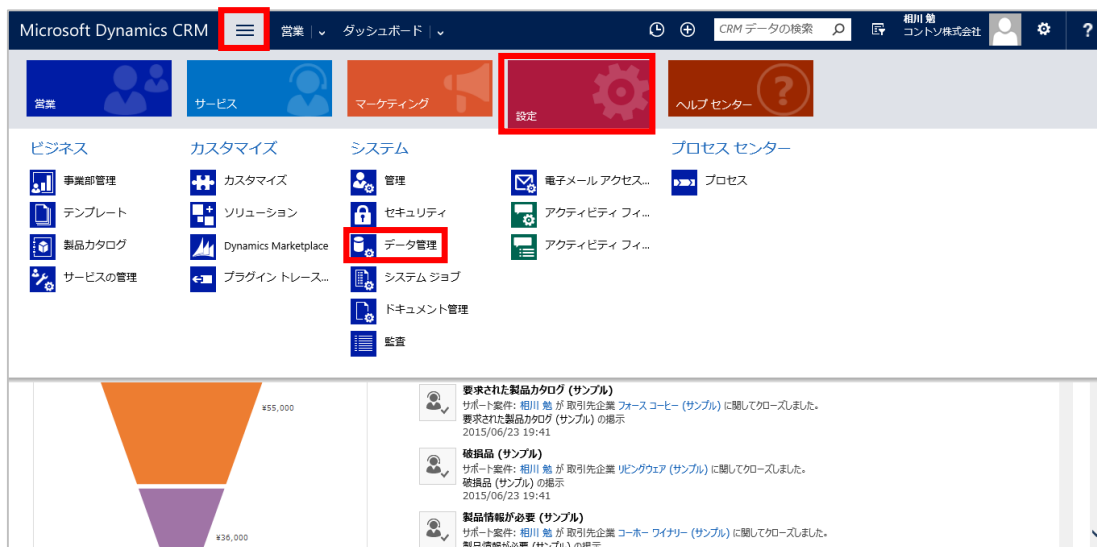 Microsoft Dynamics CRM
営業
ダッシュボード
CRM データの検索
相川 勉
コントソ株式会社
?
営業
サービス
マーケティング
設定
ヘルプ センター
ビジネス
カスタマイズ
システム
プロセス センター
事業部管理
カスタマイズ
管理
電子メール アクセス...
プロセス
テンプレート
ソリューション
セキュリティ
アクティビティ フィ...
製品カタログ
Dynamics Marketplace
データ管理
アクティビティ フィ...
サービスの管理
プラグイン トレース...
システム ジョブ
ドキュメント管理
監査
¥55,000
¥36,000
要求された製品カタログ (サンプル)
サポート案件: 相川 勉 が 取引先企業 フォース コーヒー (サンプル) に関してクローズしました。
要求された製品カタログ (サンプル) の掲示
2015/06/23 19:41
破損品 (サンプル)
サポート案件: 相川 勉 が 取引先企業 リビングウェア (サンプル) に関してクローズしました。
破損品 (サンプル) の掲示
2015/06/23 19:41
製品情報が必要 (サンプル)
サポート案件: 相川 勉 が 取引先企業 コーホー ワイナリー (サンプル) に関してクローズしました。
製品情報が必要 (サンプル) の掲示